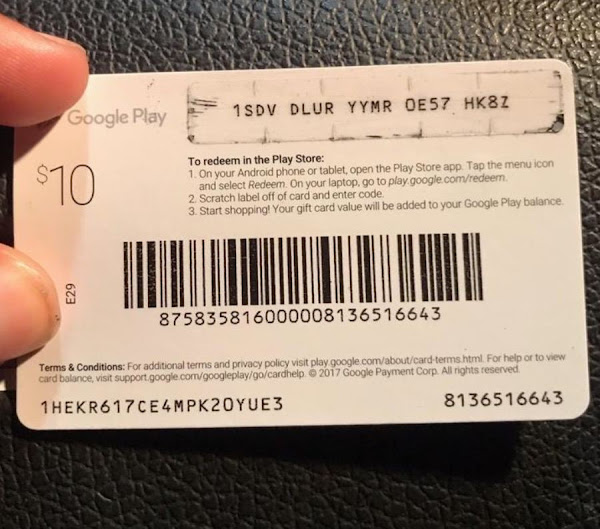 1SDV DLUR YYMR 0E57 HK8Z
Google Play
$10
To redeem in the Play Store:
1. On your Android phone or tablet, open the Play Store app. Tap the menu icon
and select Redeem. On your laptop, go to play.google.com/redeem.
2. Scratch label off of card and enter code.
3. Start shopping! Your gift card value will be added to your Google Play balance.
E29
875835816000008136516643
Terms & Conditions: For additional terms and privacy policy visit play.google.com/about/card-terms.html. For help or to view
card balance, visit support.google.com/googleplay/go/cardhelp. © 2017 Google Payment Corp. All rights reserved.
1HEKR617CE4MPK20YUE3
8136516643